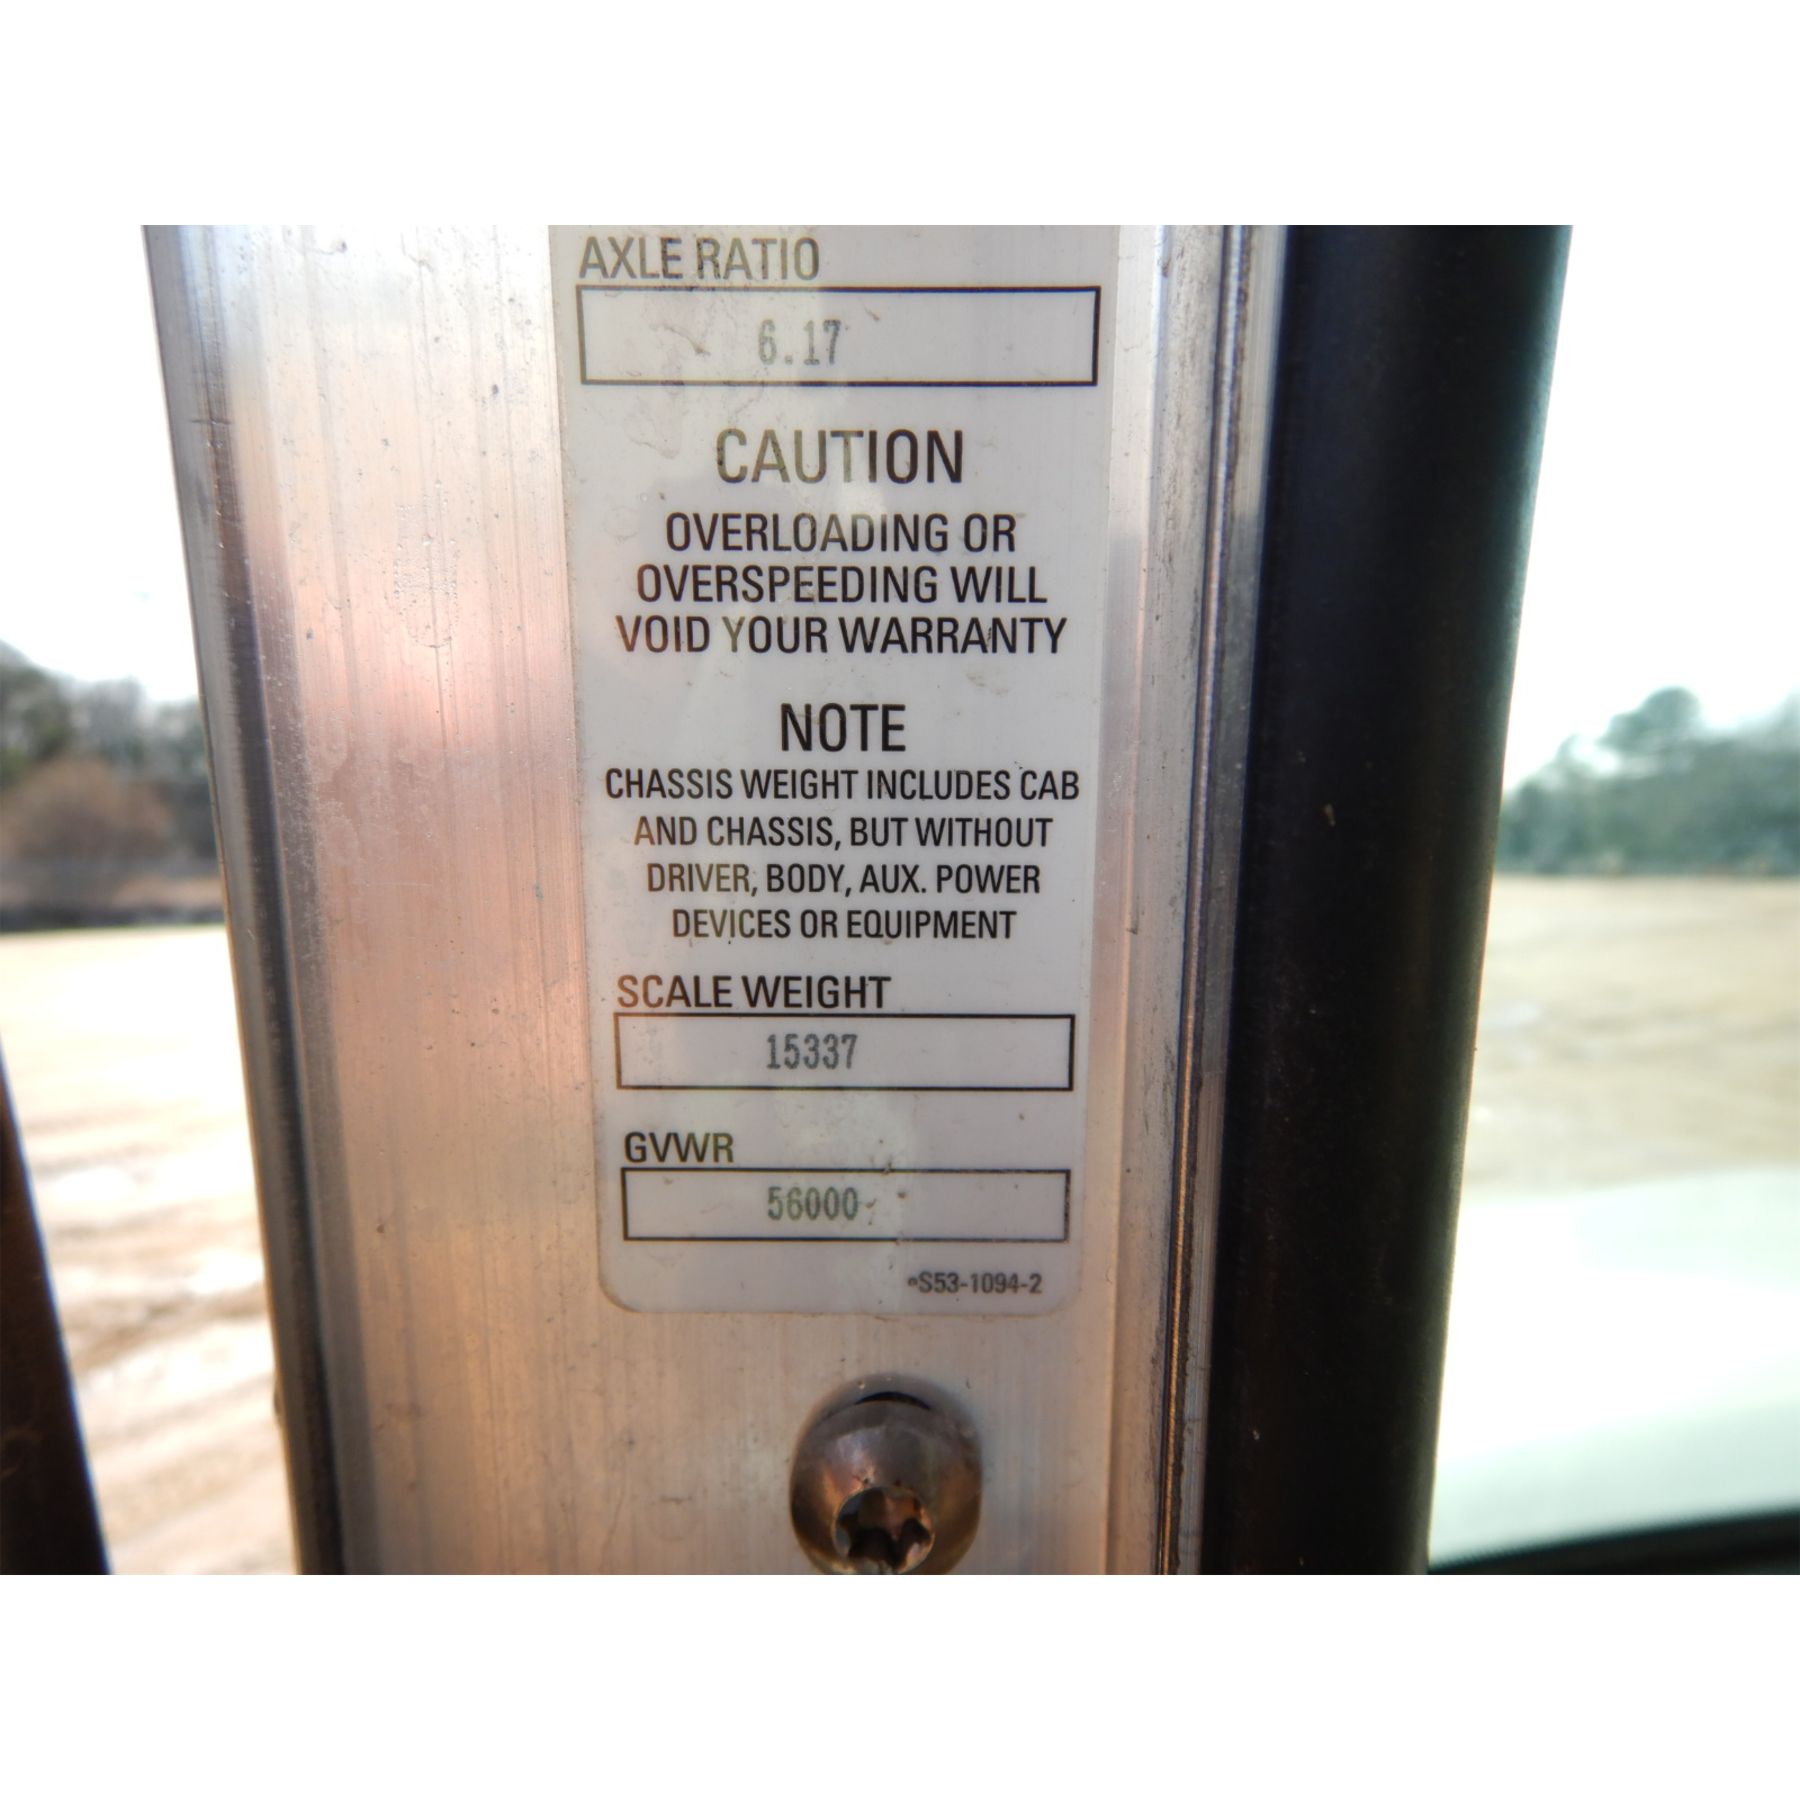 AXLE RATIO
6.17
CAUTION
OVERLOADING OR
OVERSPEEDING WILL
VOID YOUR WARRANTY
NOTE
CHASSIS WEIGHT INCLUDES CAB
AND CHASSIS, BUT WITHOUT
DRIVER, BODY, AUX. POWER
DEVICES OR EQUIPMENT
SCALE WEIGHT
15337
GVWR
56000
•S53-1094-2